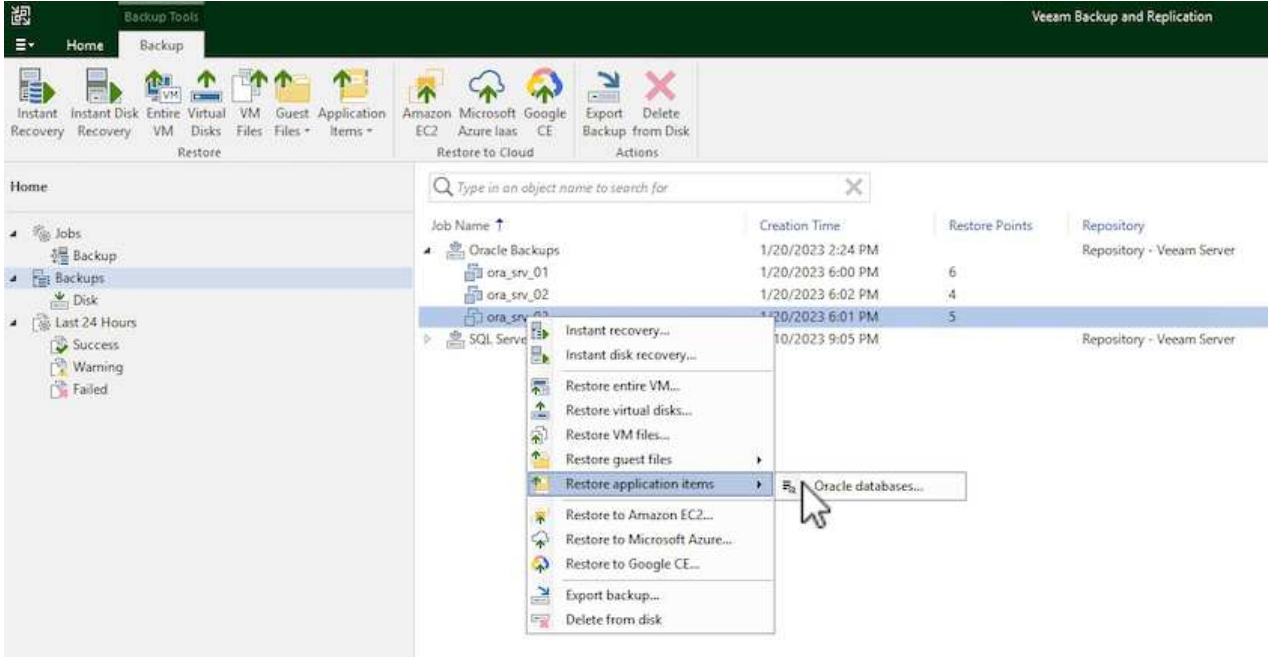 Backup Tools
Veeam Backup and Replication
Home Backup
Instant Recovery
Instant Disk Recovery
Entire VM
Virtual Disks
VM Files
Guest Files
Application Items
Restore
Amazon EC2
Microsoft Azure Iaas
Google CE
Restore to Cloud
Export Backup
Delete from Disk
Actions
Home
Type in an object name to search for
Jobs
Backup
Backups
Disk
Last 24 Hours
Success
Warning
Failed
Job Name Creation Time Restore Points Repository
Oracle Backups 1/20/2023 2:24 PM Repository - Veeam Server
ora_srv_01 1/20/2023 6:00 PM 6
ora_srv_02 1/20/2023 6:02 PM 4
1/20/2023 6:01 PM 5
SQL 10/2023 9:05 PM Repository - Veeam Server
Instant recovery...
Instant disk recovery...
Restore entire VM...
Restore virtual disks...
Restore VM files...
Restore guest files
Restore application items
Oracle databases...
Restore to Amazon EC2...
Restore to Microsoft Azure...
Restore to Google CE...
Export backup...
Delete from disk